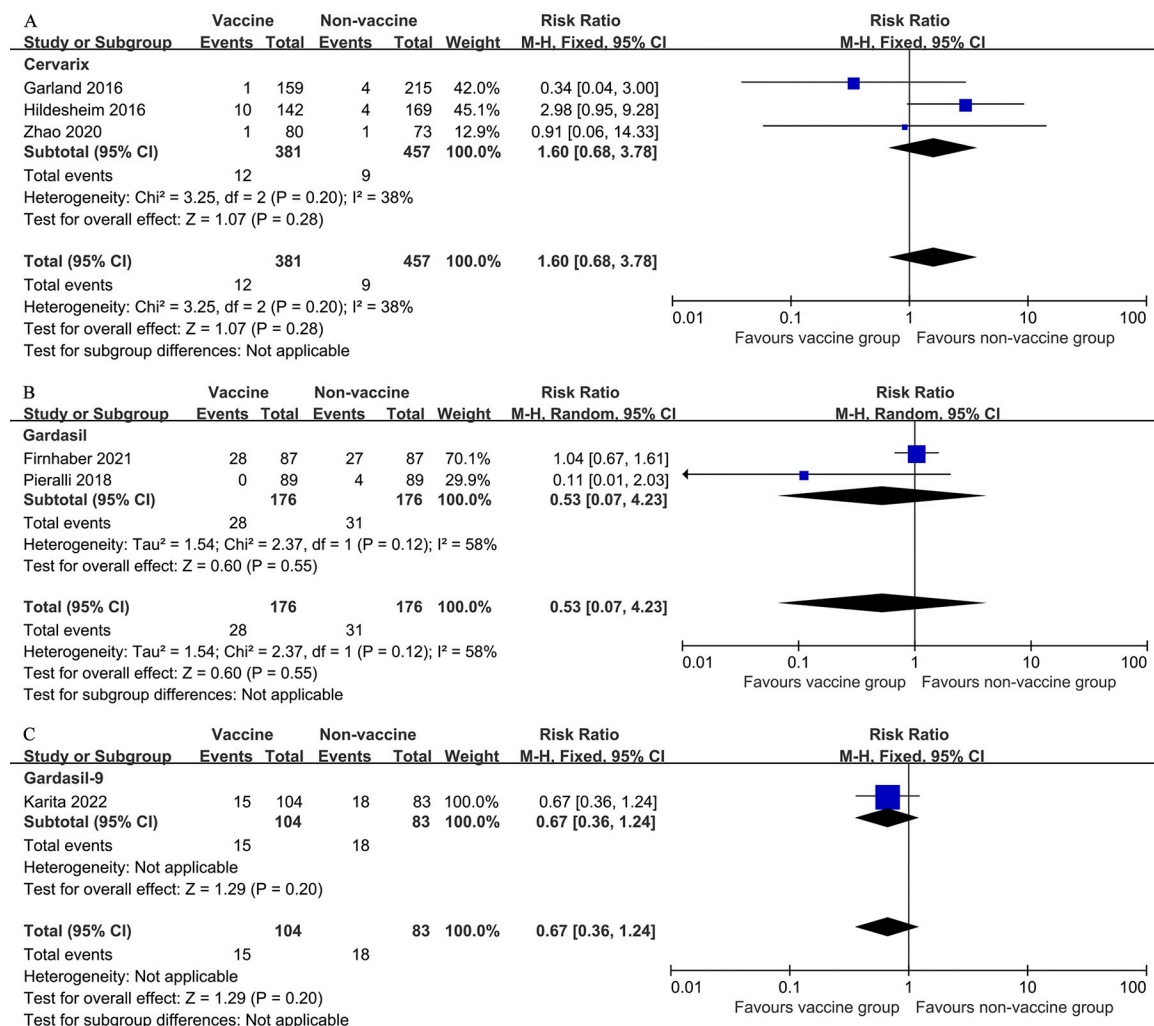 A Vaccine Non-vaccine Risk Ratio Risk Ratio
Study or Subgroup Events Total Events Total Weight M-H, Fixed, 95% CI M-H, Fixed, 95% CI
Cervarix
Garland 2016 1 159 4 215 42.0% 0.34 [0.04, 3.00]
Hildesheim 2016 10 142 4 169 45.1% 2.98 [0.95, 9.28]
Zhao 2020 1 80 1 73 12.9% 0.91 [0.06, 14.33]
Subtotal (95% CI) 381 457 100.0% 1.60 [0.68, 3.78]
Total events 12 9
Heterogeneity: Chi² = 3.25, df = 2 (P = 0.20); I² = 38%
Test for overall effect: Z = 1.07 (P = 0.28)
Total (95% CI) 381 457 100.0% 1.60 [0.68, 3.78]
Total events 12 9
Heterogeneity: Chi² = 3.25, df = 2 (P = 0.20); I² = 38%
Test for overall effect: Z = 1.07 (P = 0.28)
Test for subgroup differences: Not applicable
0.01 0.1 1 10 100
Favours vaccine group Favours non-vaccine group
B Vaccine Non-vaccine Risk Ratio Risk Ratio
Study or Subgroup Events Total Events Total Weight M-H, Random, 95% CI M-H, Random, 95% CI
Gardasil
Firnhaber 2021 28 87 27 87 70.1% 1.04 [0.67, 1.61]
Pieralli 2018 0 89 4 89 29.9% 0.11 [0.01, 2.03]
Subtotal (95% CI) 176 176 100.0% 0.53 [0.07, 4.23]
Total events 28 31
Heterogeneity: Tau² = 1.54; Chi² = 2.37, df = 1 (P = 0.12); I² = 58%
Test for overall effect: Z = 0.60 (P = 0.55)
Total (95% CI) 176 176 100.0% 0.53 [0.07, 4.23]
Total events 28 31
Heterogeneity: Tau² = 1.54; Chi² = 2.37, df = 1 (P = 0.12); I² = 58%
Test for overall effect: Z = 0.60 (P = 0.55)
Test for subgroup differences: Not applicable
0.01 0.1 1 10 100
Favours vaccine group Favours non-vaccine group
C Vaccine Non-vaccine Risk Ratio Risk Ratio
Study or Subgroup Events Total Events Total Weight M-H, Fixed, 95% CI M-H, Fixed, 95% CI
Gardasil-9
Karita 2022 15 104 18 83 100.0% 0.67 [0.36, 1.24]
Subtotal (95% CI) 104 83 100.0% 0.67 [0.36, 1.24]
Total events 15 18
Heterogeneity: Not applicable
Test for overall effect: Z = 1.29 (P = 0.20)
Total (95% CI) 104 83 100.0% 0.67 [0.36, 1.24]
Total events 15 18
Heterogeneity: Not applicable
Test for overall effect: Z = 1.29 (P = 0.20)
Test for subgroup differences: Not applicable
0.01 0.1 1 10 100
Favours vaccine group Favours non-vaccine group